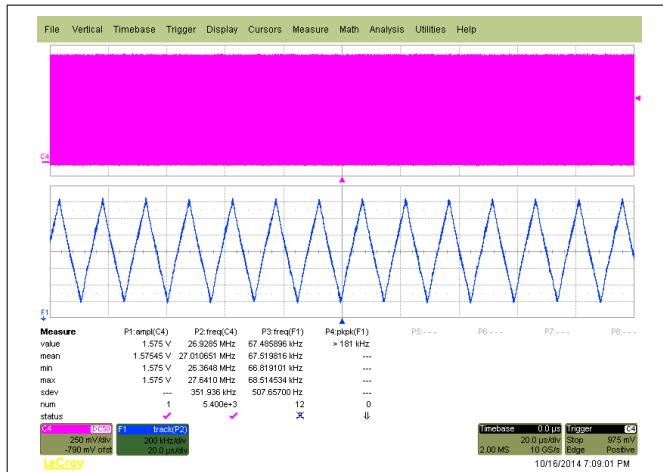 File Vertical Timebase Trigger Display Cursors Measure Math Analysis Utilities Help
C4
F1
Measure P1:ampl(C4) P2:freq(C4) P3:freq(F1) P4:pkpk(F1) P5:--- P6:--- P7:--- P8:---
value 1.575 V 26.9285 MHz 67.485896 kHz > 181 kHz
mean 1.57545 V 27.010651 MHz 67.519816 kHz ---
min 1.575 V 26.3648 MHz 66.819101 kHz ---
max 1.575 V 27.6410 MHz 68.514534 kHz ---
sdev --- 351.936 kHz 507.65700 Hz ---
num 1 5.400e+3 12 0
status
C4 DC50
250 mV/div
-790 mV ofst
F1 track(P2)
200 kHz/div
20.0 µs/div
Timebase 0.0 µs
20.0 µs/div
2.00 MS 10 GS/s
Trigger C4
Stop 975 mV
Edge Positive
LeCroy
10/16/2014 7:09:01 PM